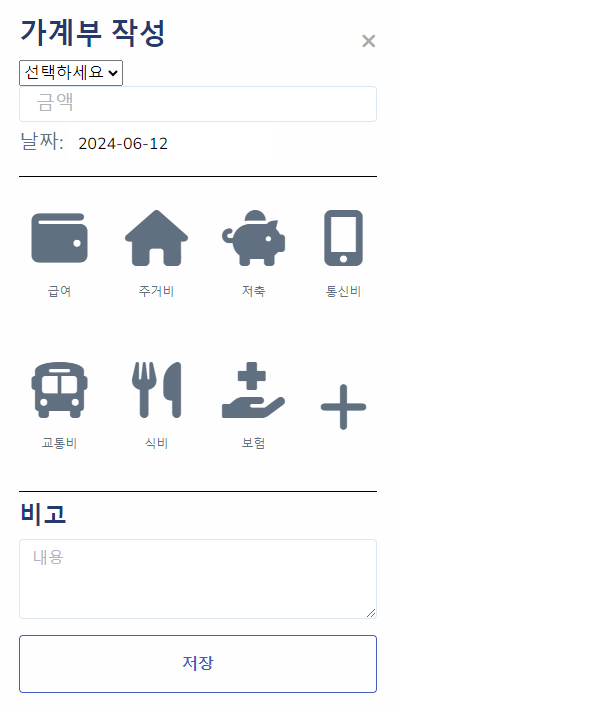 가계부 작성
×
선택하세요
금액
날짜: 2024-06-12
급여 주거비 저축 통신비
교통비 식비 보험
비고
내용
저장